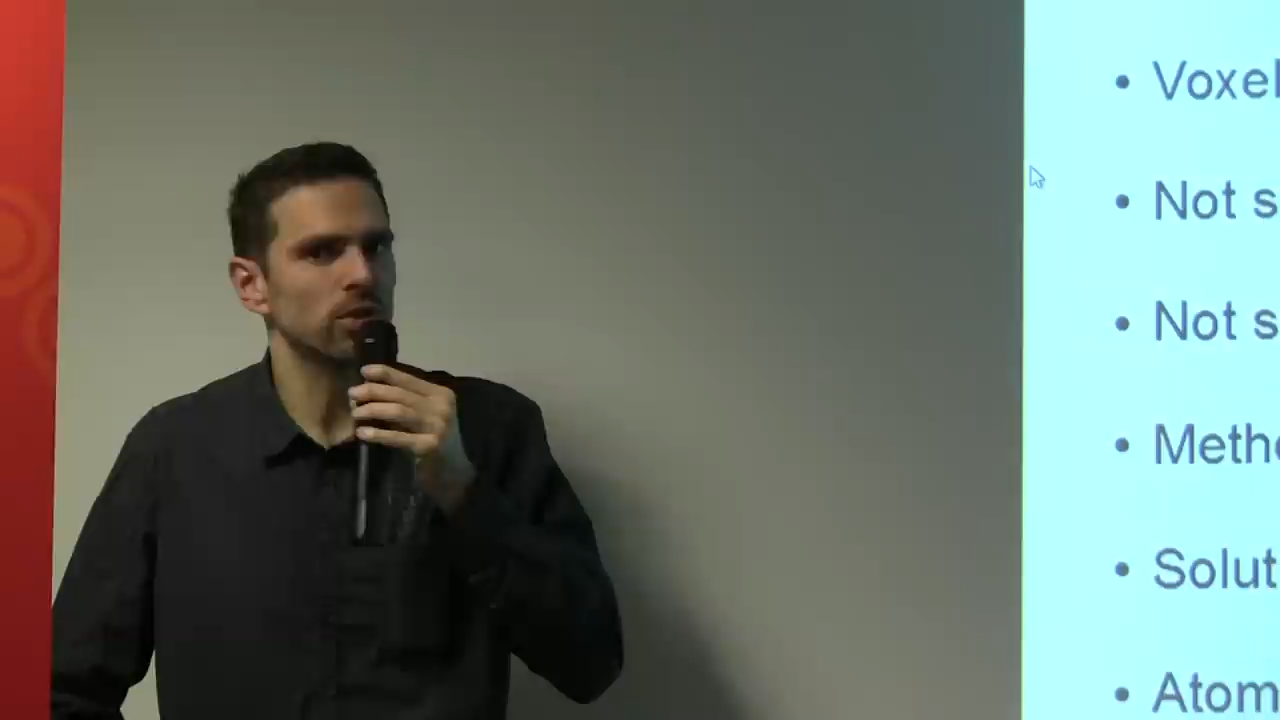 • Voxel
• Not s
• Not s
• Meth
• Solut
• Atom